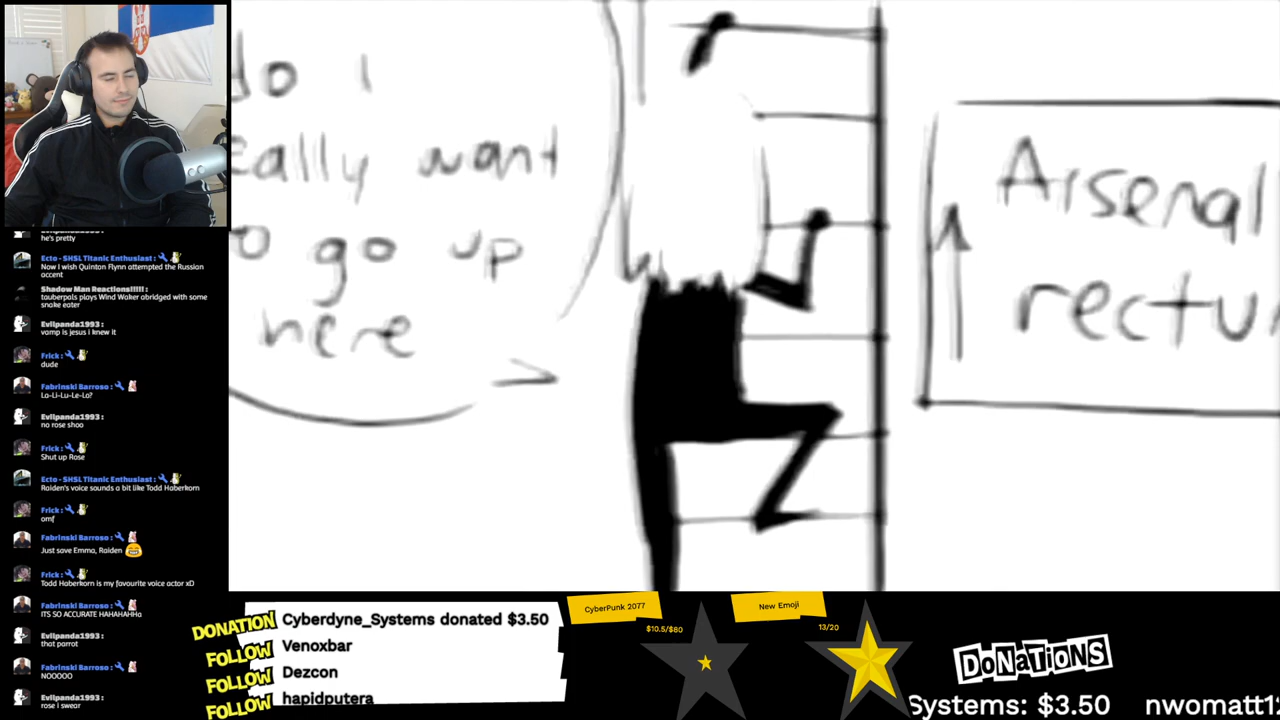 do I
eally want
o go up
here
Arsenal
rectu
he's pretty
Ecto - SHSL Titanic Enthusiast :
Now I wish Quinton Flynn attempted the Russian
accent
Shadow Man Reactions!!!!! :
tauberpals plays Wind Waker abridged with some
snake eater
Evilpanda1993 :
vamp is jesus i knew it
Frick :
dude
Fabrinski Barroso :
La-Li-Lu-Le-Lo?
Evilpanda1993 :
no rose shoo
Frick :
Shut up Rose
Ecto - SHSL Titanic Enthusiast :
Raiden's voice sounds a bit like Todd Haberkorn
Frick :
omf
Fabrinski Barroso :
Just save Emma, Raiden
Frick :
Todd Haberkorn is my favourite voice actor xD
Fabrinski Barroso :
ITS SO ACCURATE HAHAHAHHa
Evilpanda1993 :
that parrot
Fabrinski Barroso :
NOOOOO
Evilpanda1993 :
rose i swear
DONATION Cyberdyne_Systems donated $3.50
FOLLOW Venoxbar
FOLLOW Dezcon
FOLLOW hapidputera
CyberPunk 2077
$10.5/$80
New Emoji
13/20
DONATIONS
Systems: $3.50 nwomatt12